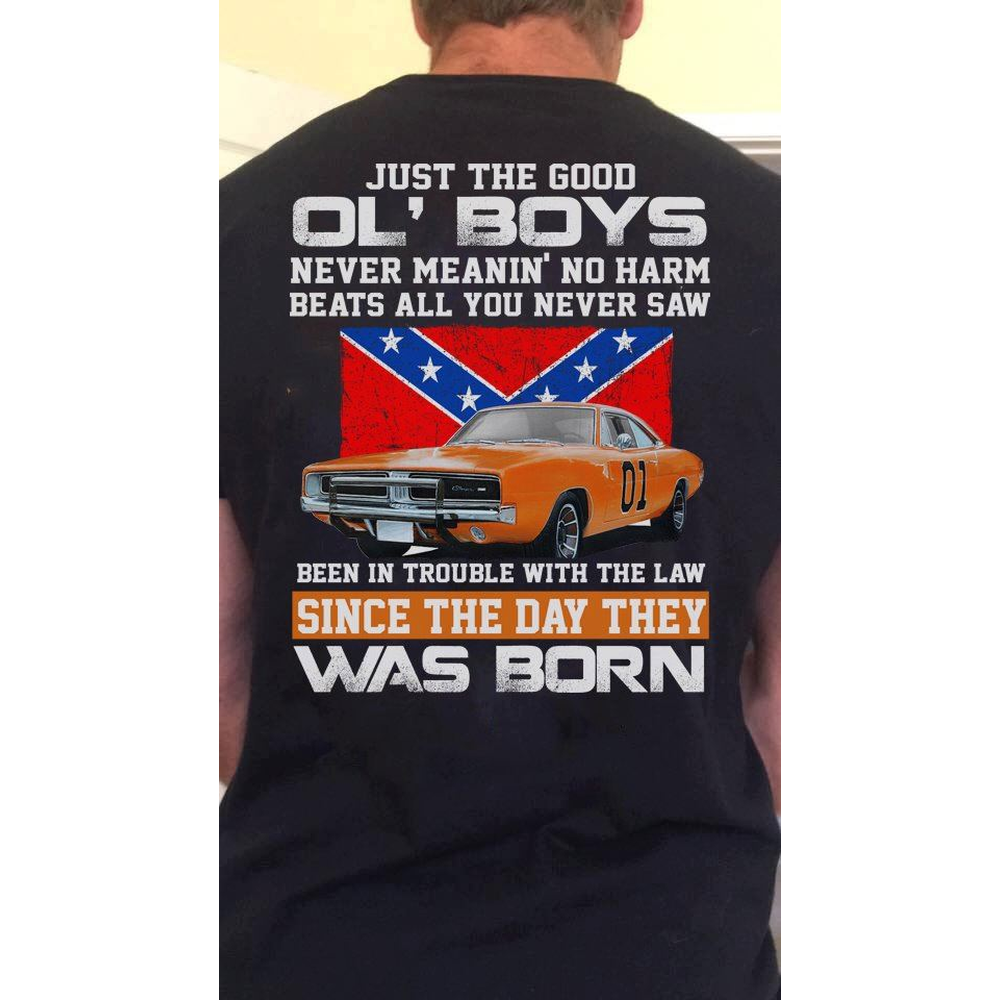 JUST THE GOOD
OL' BOYS
NEVER MEANIN' NO HARM
BEATS ALL YOU NEVER SAW
01
BEEN IN TROUBLE WITH THE LAW
SINCE THE DAY THEY
WAS BORN